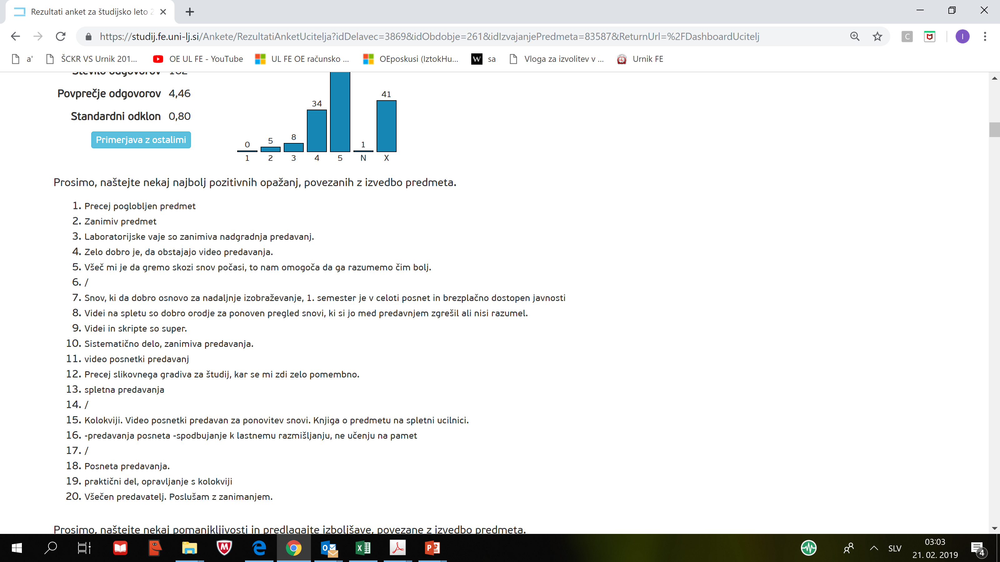 Rezultati anket za študijsko leto 2
https://studij.fe.uni-lj.si/Ankete/RezultatiAnketUcitelja?idDelavec=3869&idObdobje=261&idIzvajanjePredmeta=83587&ReturnUrl=%2FDashboardUcitelj
C
I
a'
ŠCKR VS Urnik 201...
OE UL FE - YouTube
UL FE OE računsko ...
OEposkusi (IztokHu...
W
sa
Vloga za izvolitev v ...
Urnik FE
Število odgovorov
Povprečje odgovorov 4,46
Standardni odklon 0,80
Primerjava z ostalimi
0 5 8 34 1 41
1 2 3 4 5 N X
Prosimo, naštejte nekaj najbolj pozitivnih opažanj, povezanih z izvedbo predmeta.
1. Precej poglobljen predmet
2. Zanimiv predmet
3. Laboratorijske vaje so zanimiva nadgradnja predavanj.
4. Zelo dobro je, da obstajajo video predavanja.
5. Všeč mi je da gremo skozi snov počasi, to nam omogoča da ga razumemo čim bolj.
6. /
7. Snov, ki da dobro osnovo za nadaljnje izobraževanje, 1. semester je v celoti posnet in brezplačno dostopen javnosti
8. Videi na spletu so dobro orodje za ponoven pregled snovi, ki si jo med predavnjem zgrešil ali nisi razumel.
9. Videi in skripte so super.
10. Sistematično delo, zanimiva predavanja.
11. video posnetki predavanj
12. Precej slikovnega gradiva za študij, kar se mi zdi zelo pomembno.
13. spletna predavanja
14. /
15. Kolokviji. Video posnetki predavan za ponovitev snovi. Knjiga o predmetu na spletni ucilnici.
16. -predavanja posneta -spodbujanje k lastnemu razmišljanju, ne učenju na pamet
17. /
18. Posneta predavanja.
19. praktični del, opravljanje s kolokviji
20. Všečen predavatelj. Poslušam z zanimanjem.
Prosimo, naštejte nekaj pomanjkljivosti in predlagajte izboljšave, povezane z izvedbo predmeta.
SLV
03:03
21. 02. 2019
4